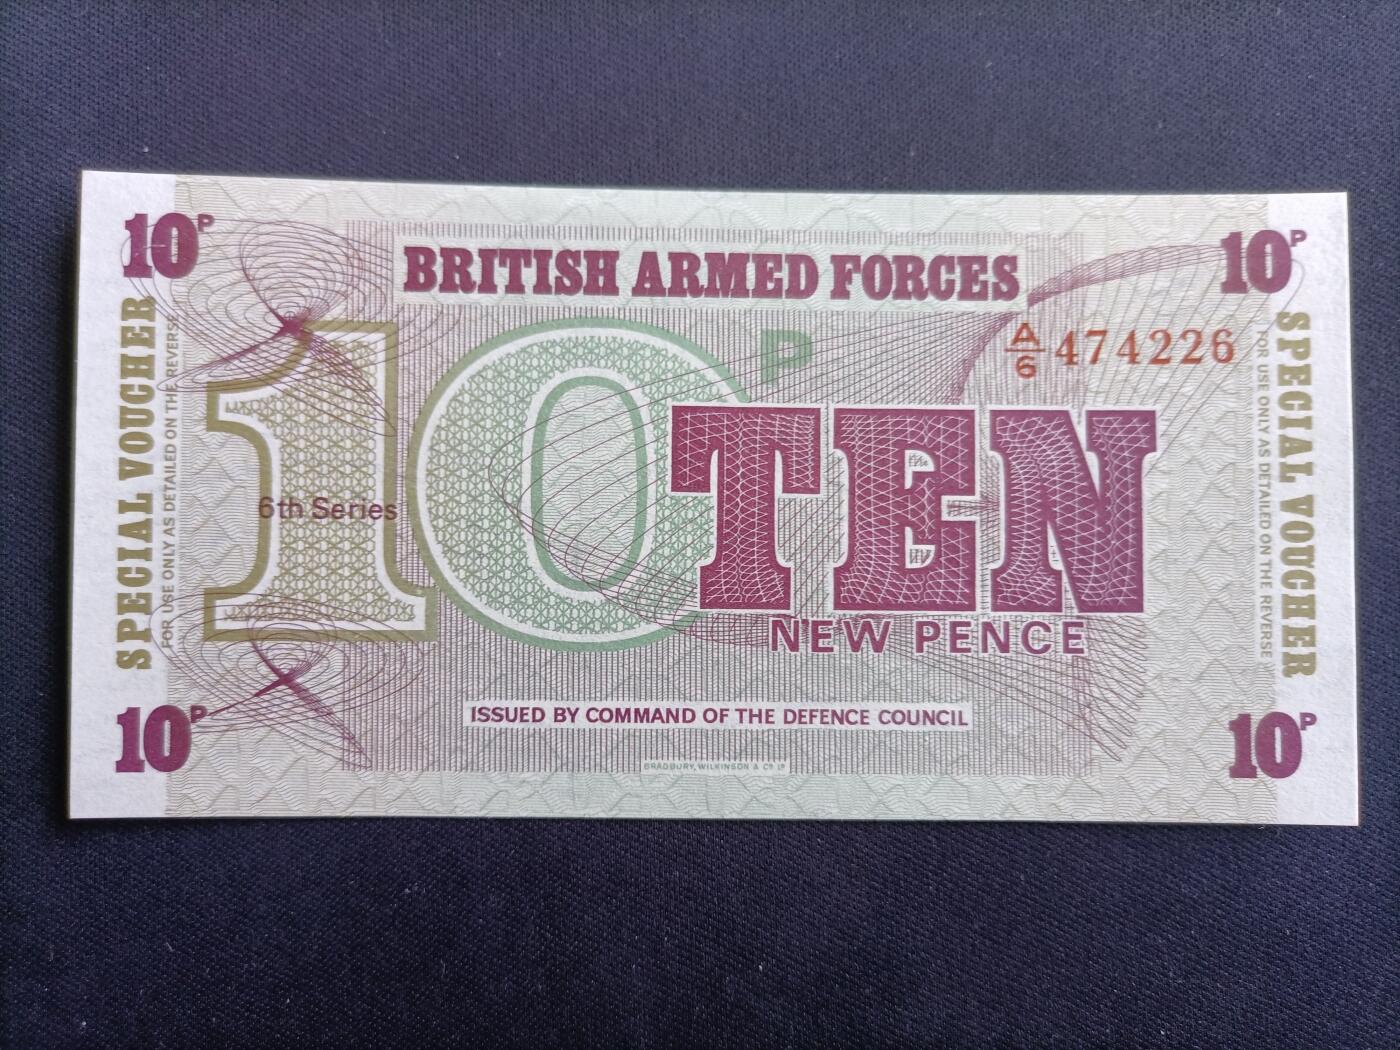 10P
10P
BRITISH ARMED FORCES
A/6 474226
SPECIAL VOUCHER
FOR USE ONLY AS DETAILED ON THE REVERSE
10P
TEN
6th Series
NEW PENCE
SPECIAL VOUCHER
FOR USE ONLY AS DETAILED ON THE REVERSE
ISSUED BY COMMAND OF THE DEFENCE COUNCIL
10P
10P
BRADBURY, WILKINSON & Co Ld